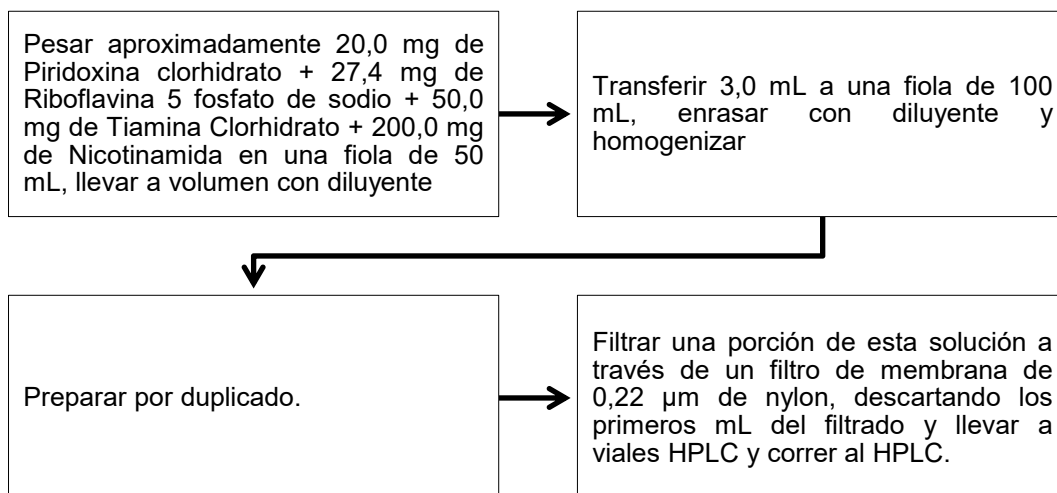 Pesar aproximadamente 20,0 mg de
Piridoxina clorhidrato + 27,4 mg de
Riboflavina 5 fosfato de sodio + 50,0
mg de Tiamina Clorhidrato + 200,0 mg
de Nicotinamida en una fiola de 50
mL, llevar a volumen con diluyente
Transferir 3,0 mL a una fiola de 100
mL, enrasar con diluyente y
homogenizar
Preparar por duplicado.
Filtrar una porción de esta solución a
través de un filtro de membrana de
0,22 µm de nylon, descartando los
primeros mL del filtrado y llevar a
viales HPLC y correr al HPLC.